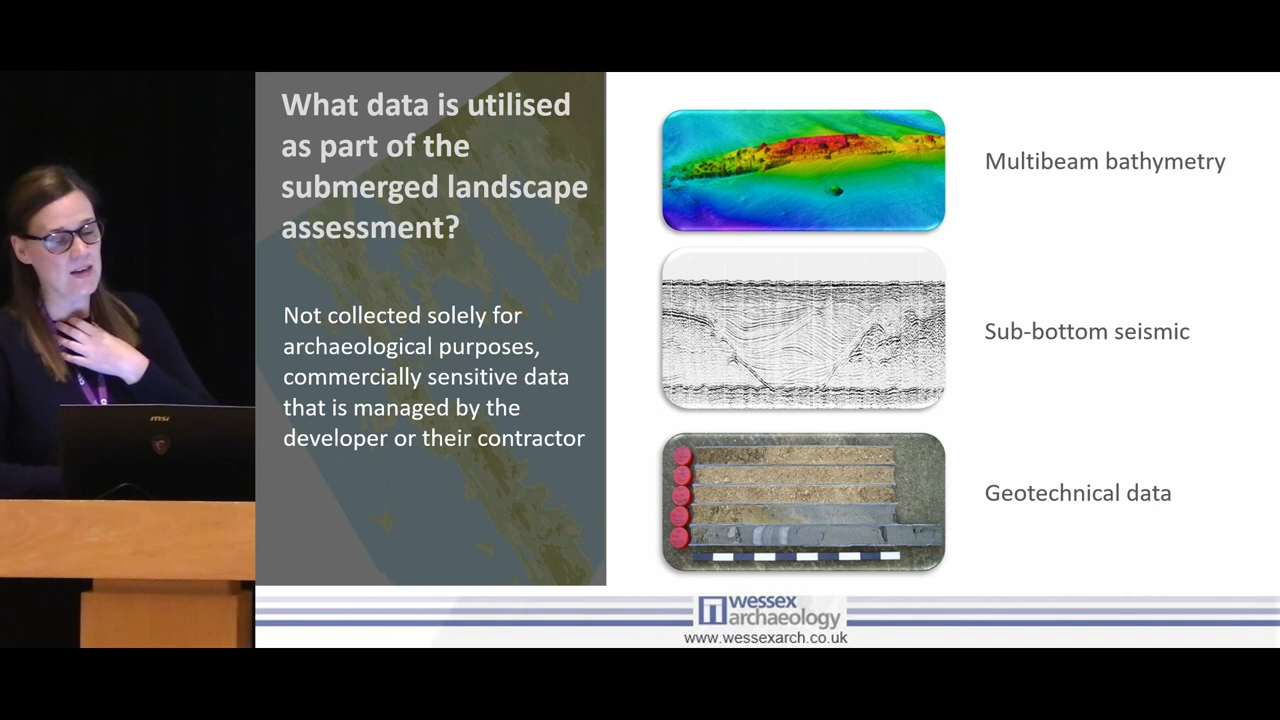 What data is utilised
as part of the
submerged landscape
assessment?
Not collected solely for
archaeological purposes,
commercially sensitive data
that is managed by the
developer or their contractor
Multibeam bathymetry
Sub-bottom seismic
Geotechnical data
msi
wessex
archaeology
www.wessexarch.co.uk